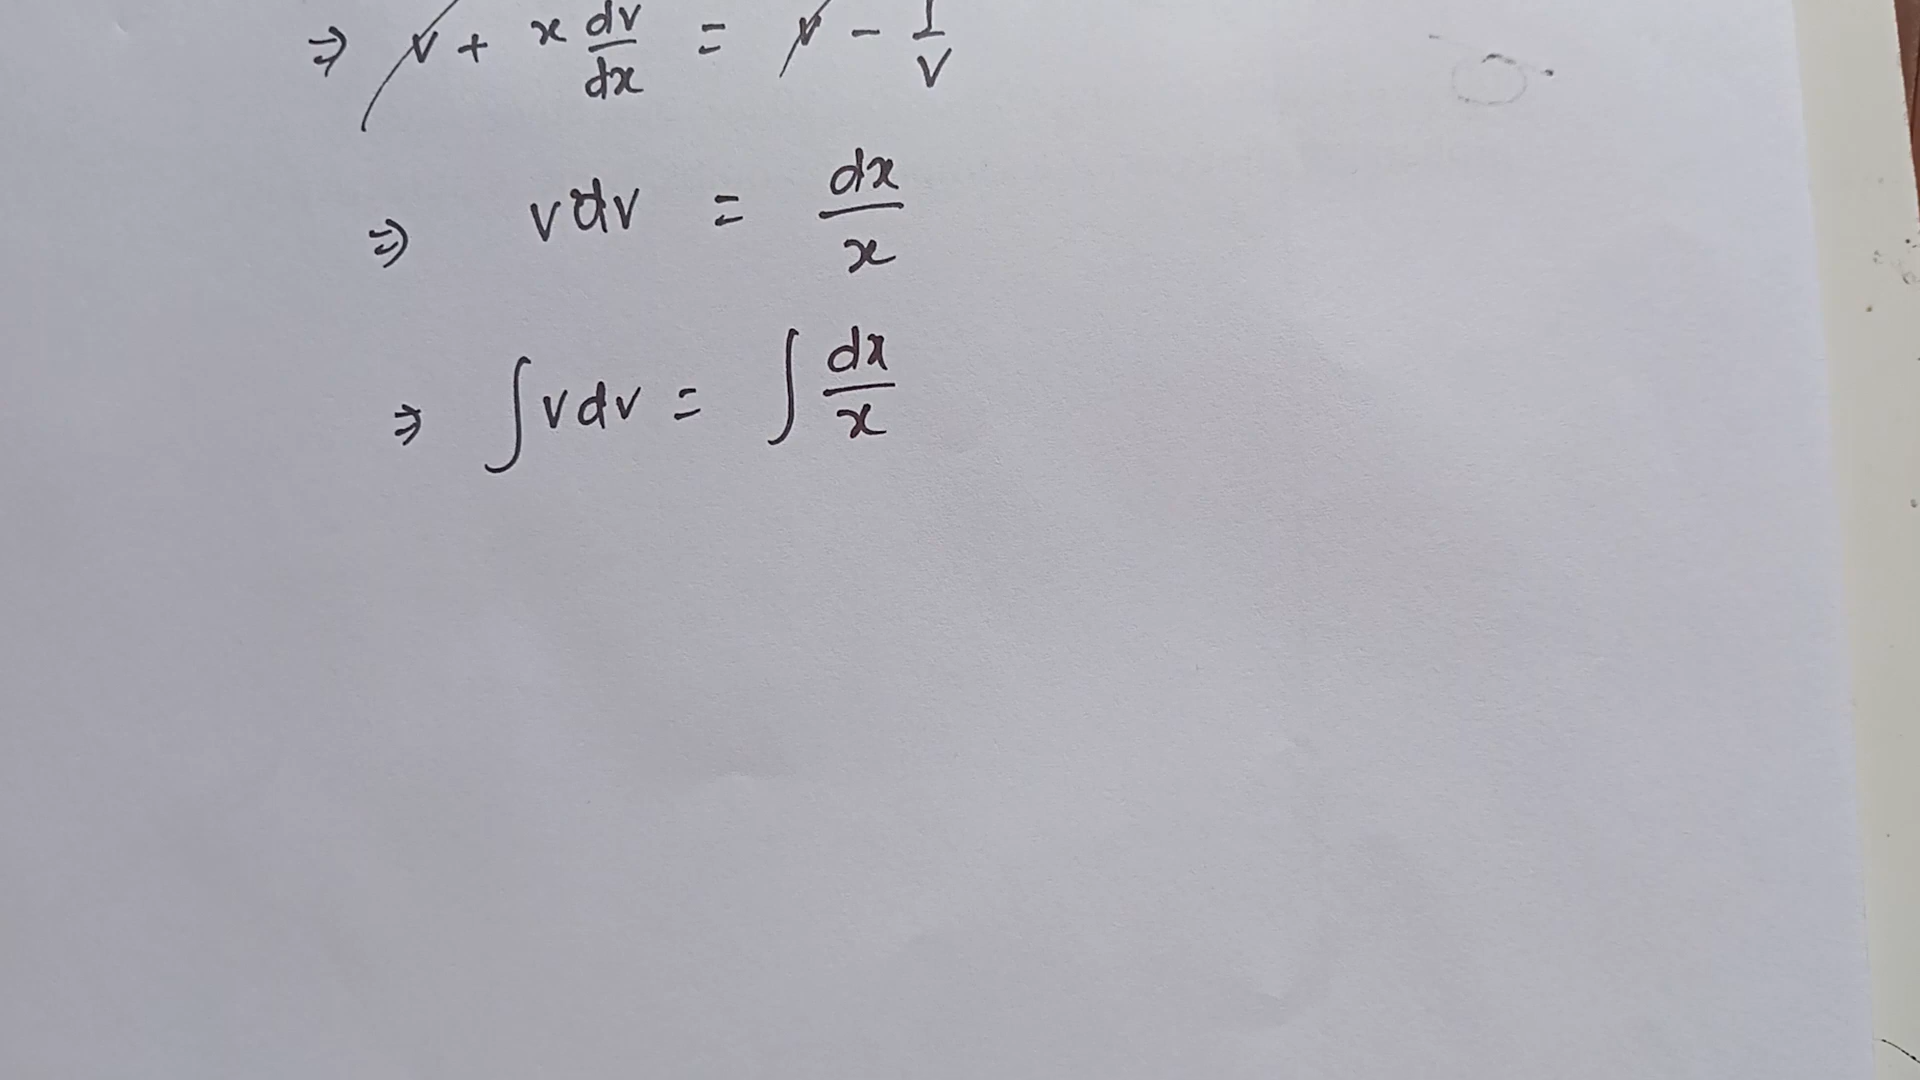 ⇒ v + x dv/dx = v - 1/v
⇒ v dv = dx/x
⇒ ∫ v dv = ∫ dx/x